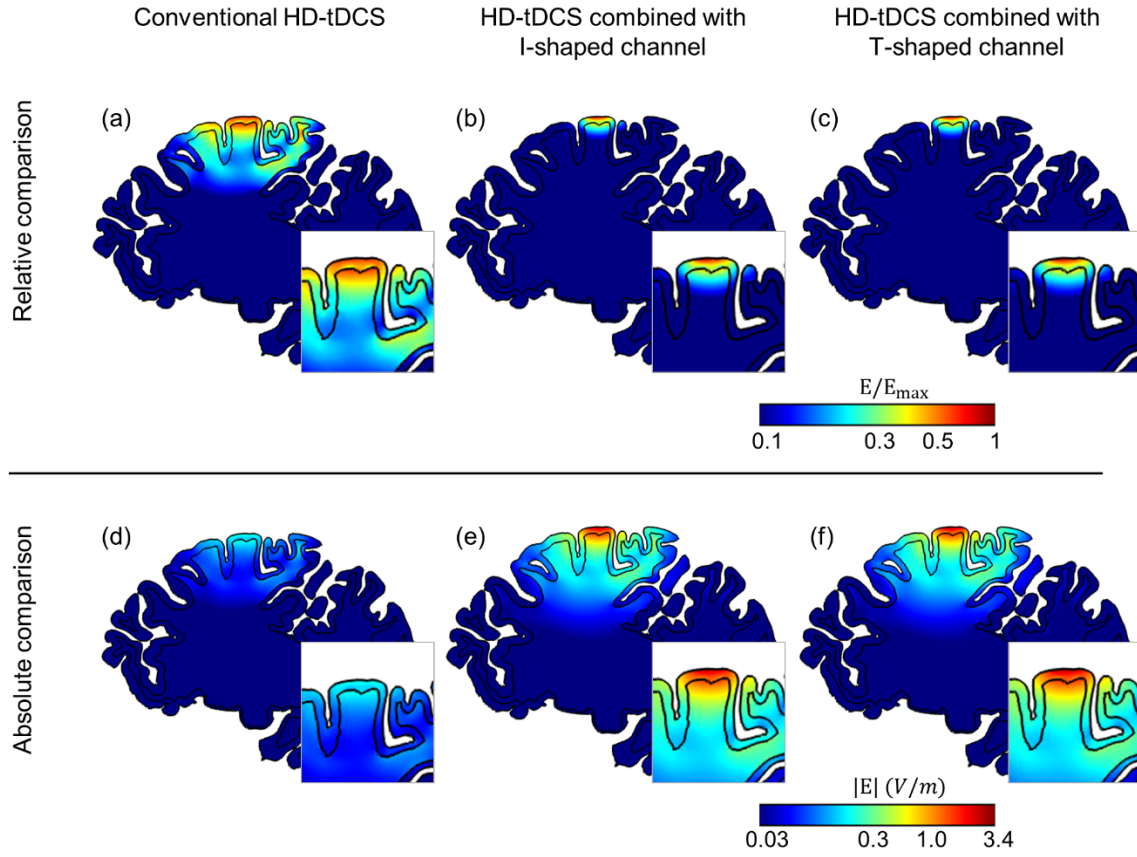 Conventional HD-tDCS
HD-tDCS combined with
I-shaped channel
HD-tDCS combined with
T-shaped channel
Relative comparison
(a)
(b)
(c)
E/Emax
0.1 0.3 0.5 1
Absolute comparison
(d)
(e)
(f)
|E| (V/m)
0.03 0.3 1.0 3.4